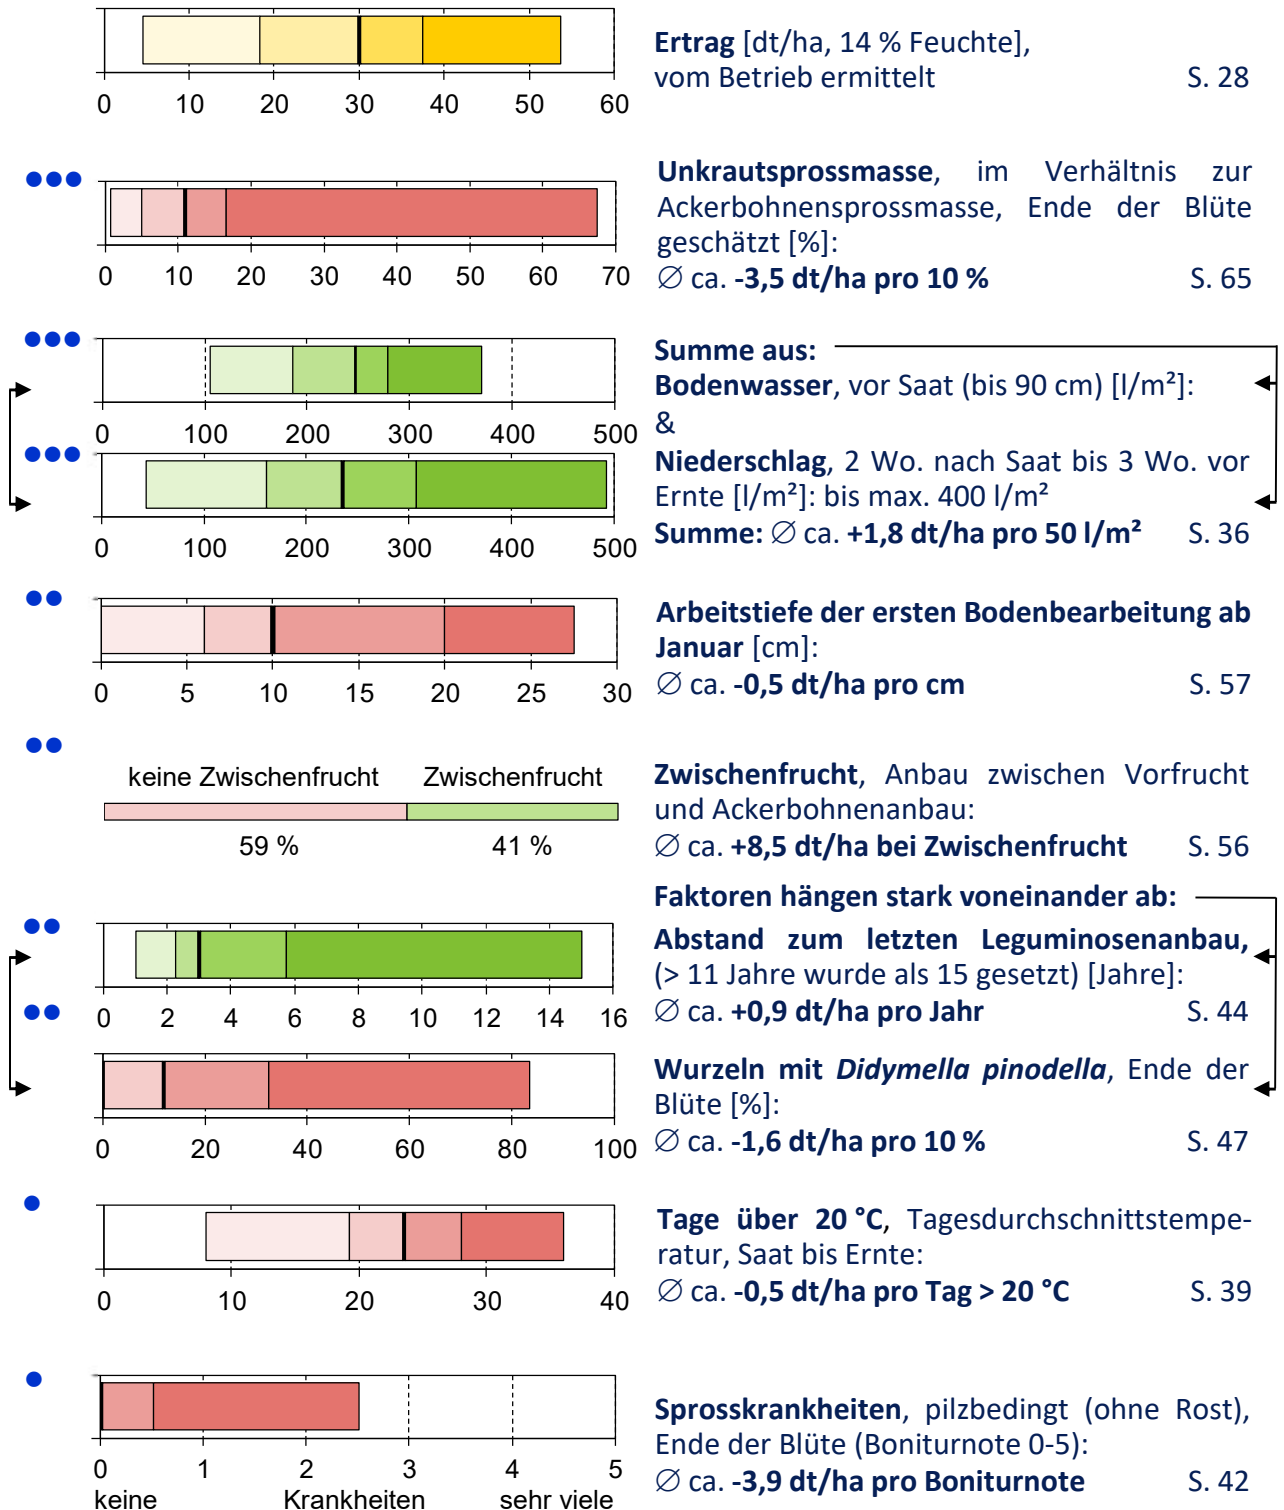 Ertrag [dt/ha, 14 % Feuchte],
vom Betrieb ermittelt S. 28
0 10 20 30 40 50 60
Unkrautsprossmasse, im Verhältnis zur
Ackerbohnensprossmasse, Ende der Blüte
geschätzt [%]:
∅ ca. -3,5 dt/ha pro 10 % S. 65
0 10 20 30 40 50 60 70
Summe aus:
Bodenwasser, vor Saat (bis 90 cm) [l/m²]:
0 100 200 300 400 500
&
Niederschlag, 2 Wo. nach Saat bis 3 Wo. vor
Ernte [l/m²]: bis max. 400 l/m²
Summe: ∅ ca. +1,8 dt/ha pro 50 l/m² S. 36
0 100 200 300 400 500
Arbeitstiefe der ersten Bodenbearbeitung ab
Januar [cm]:
∅ ca. -0,5 dt/ha pro cm S. 57
0 5 10 15 20 25 30
keine Zwischenfrucht Zwischenfrucht
59 % 41 %
Zwischenfrucht, Anbau zwischen Vorfrucht
und Ackerbohnenanbau:
∅ ca. +8,5 dt/ha bei Zwischenfrucht S. 56
Faktoren hängen stark voneinander ab:
Abstand zum letzten Leguminosenanbau,
(> 11 Jahre wurde als 15 gesetzt) [Jahre]:
∅ ca. +0,9 dt/ha pro Jahr S. 44
0 2 4 6 8 10 12 14 16
Wurzeln mit Didymella pinodella, Ende der
Blüte [%]:
∅ ca. -1,6 dt/ha pro 10 % S. 47
0 20 40 60 80 100
Tage über 20 °C, Tagesdurchschnittstempe-
ratur, Saat bis Ernte:
∅ ca. -0,5 dt/ha pro Tag > 20 °C S. 39
0 10 20 30 40
Sprosskrankheiten, pilzbedingt (ohne Rost),
Ende der Blüte (Boniturnote 0-5):
∅ ca. -3,9 dt/ha pro Boniturnote S. 42
0 1 2 3 4 5
keine Krankheiten sehr viele